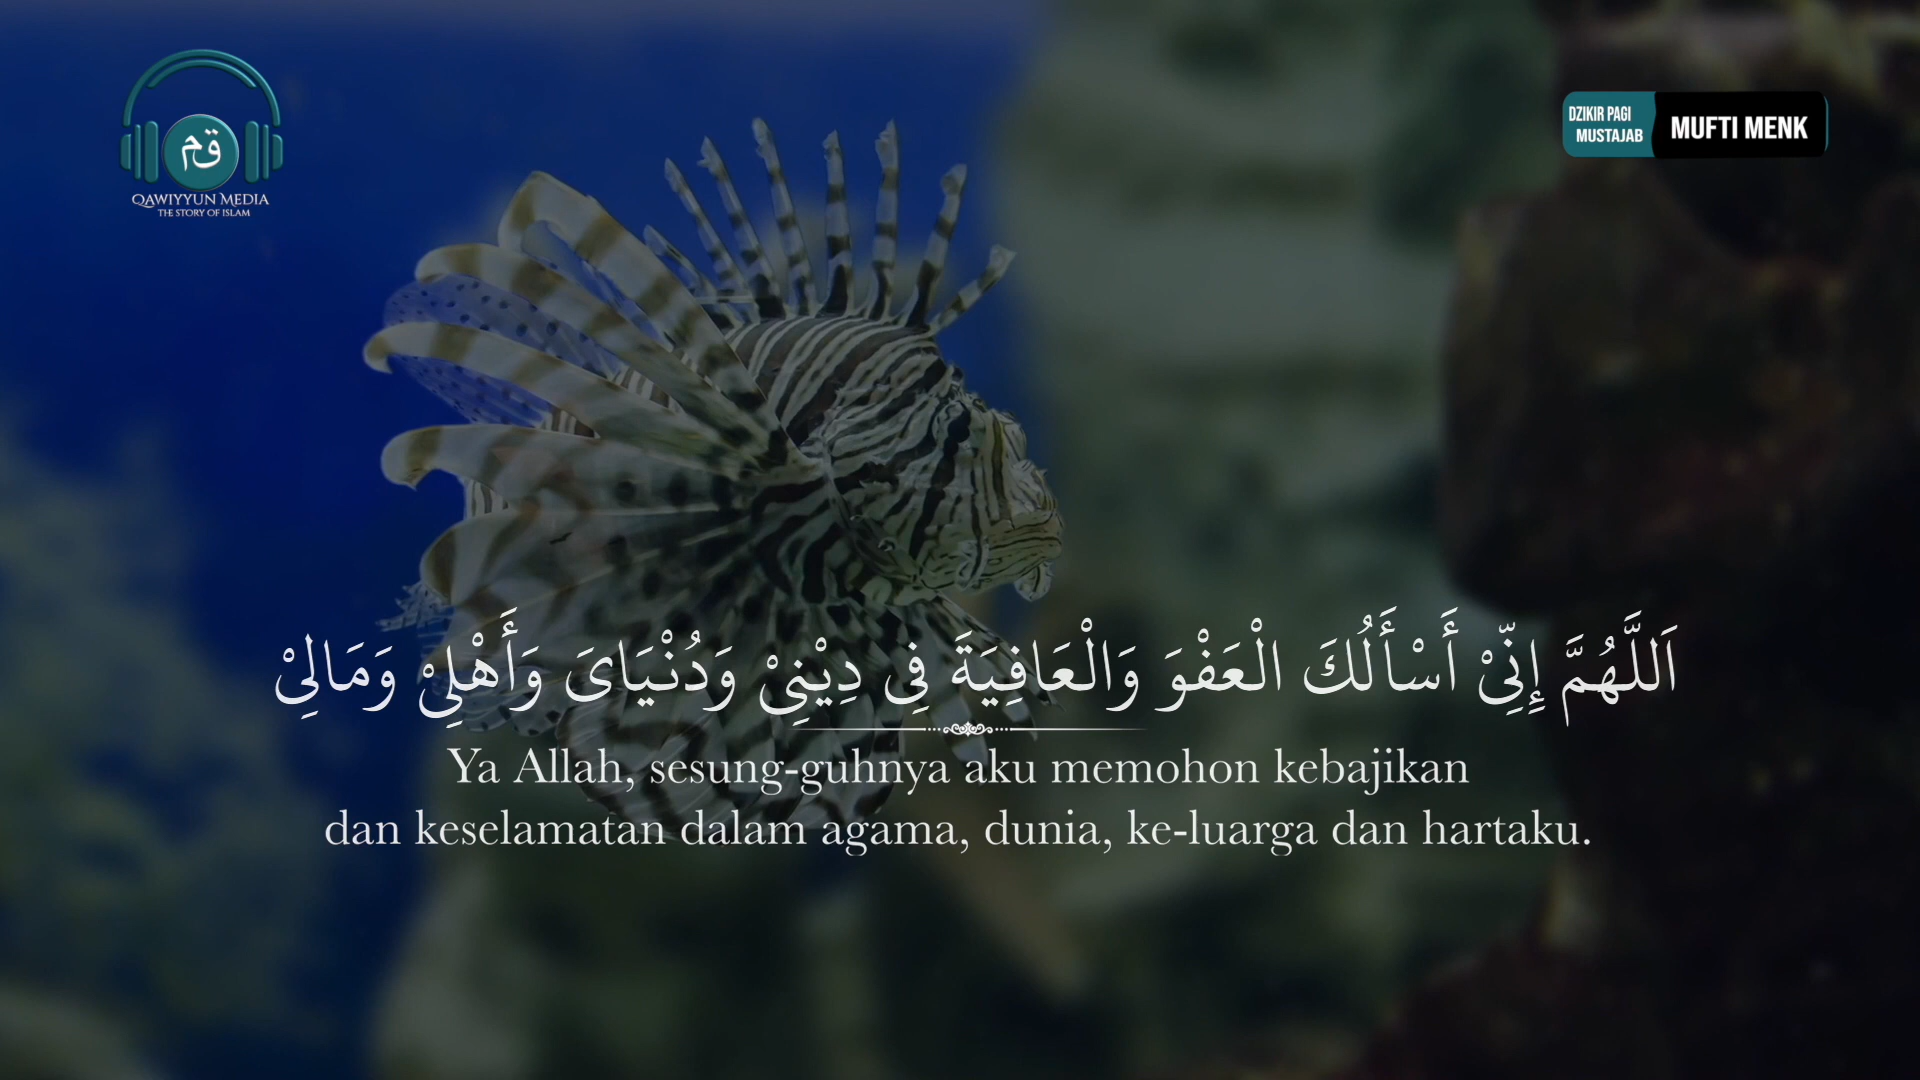 قم
QAWIYYUN MEDIA
THE STORY OF ISLAM
DZIKIR PAGI
MUSTAJAB
MUFTI MENK
اَللَّهُمَّ إِنِّيْ أَسْأَلُكَ الْعَفْوَ وَالْعَافِيَةَ فِى دِيْنِيْ وَدُنْيَاىَ وَأَهْلِيْ وَمَالِيْ
Ya Allah, sesung-guhnya aku memohon kebajikan
dan keselamatan dalam agama, dunia, ke-luarga dan hartaku.